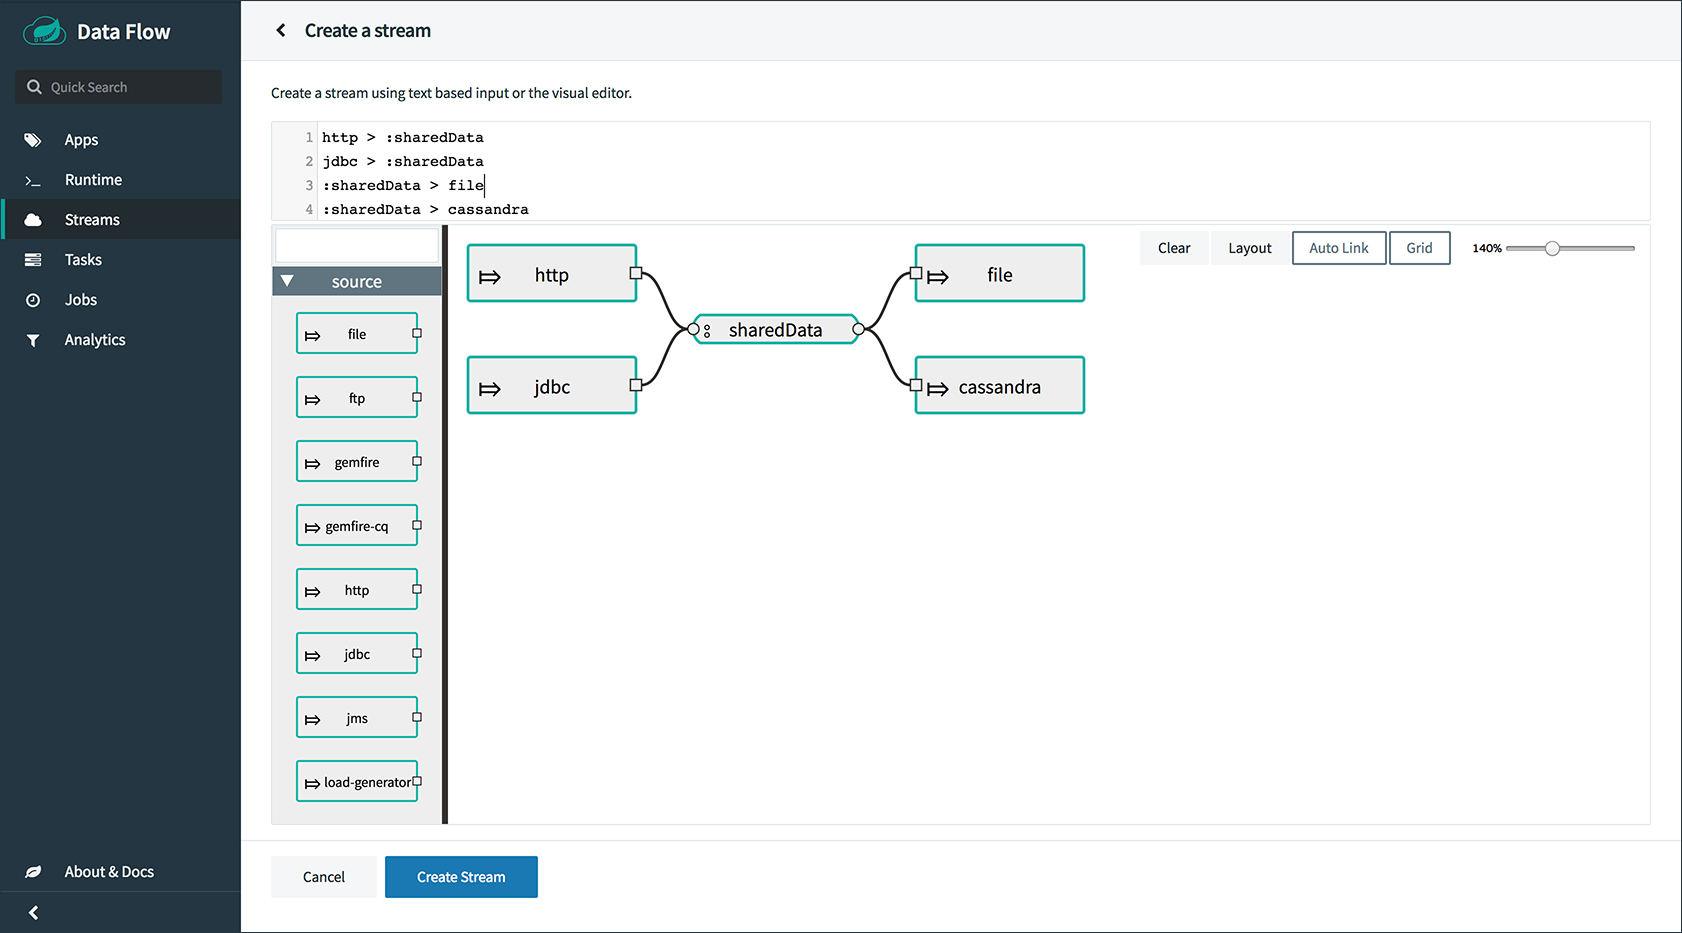 Data Flow
Quick Search
Apps
Runtime
Streams
Tasks
Jobs
Analytics
About & Docs
Create a stream
Create a stream using text based input or the visual editor.
1 http > :sharedData
2 jdbc > :sharedData
3 :sharedData > file
4 :sharedData > cassandra
source
file
ftp
gemfire
gemfire-cq
http
jdbc
jms
load-generator
Clear Layout Auto Link Grid 140%
http
file
sharedData
jdbc
cassandra
Cancel Create Stream